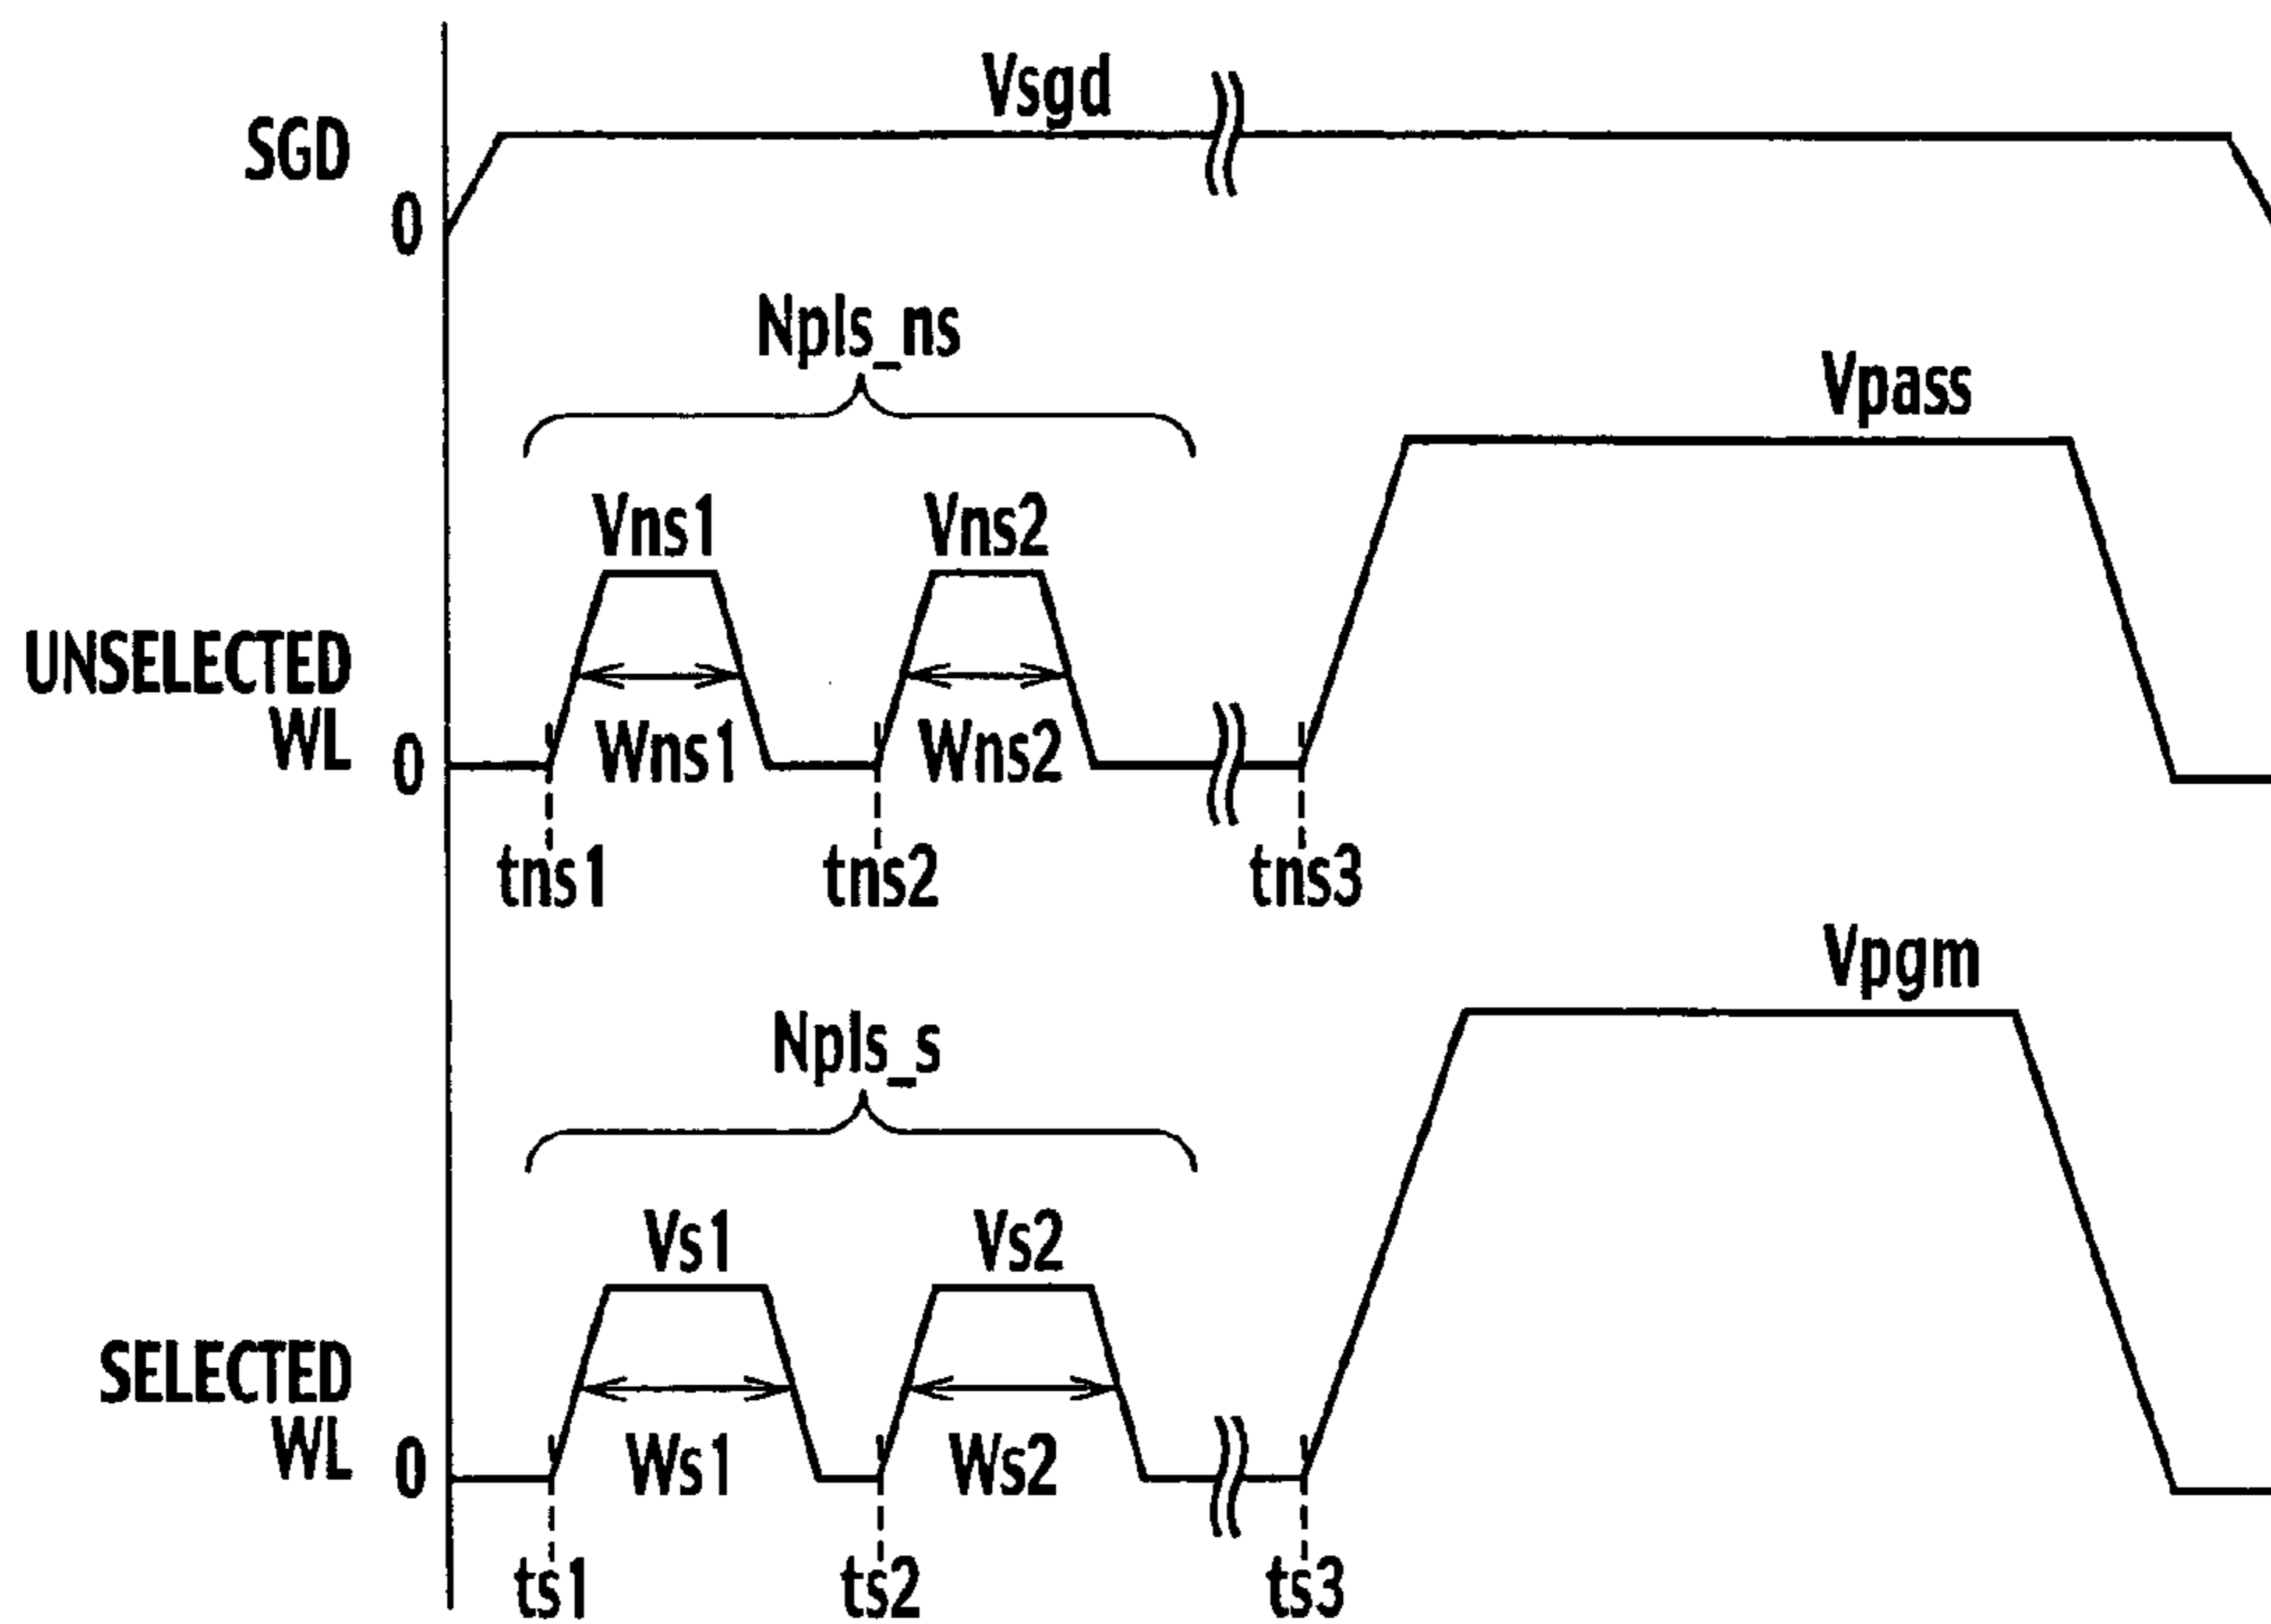 Vsgd
SGD
0
Npls_ns
Vpass
Vns1
Vns2
UNSELECTED
WL
0
Wns1
Wns2
tns1
tns2
tns3
Vpgm
Npls_s
Vs1
Vs2
SELECTED
WL
0
Ws1
Ws2
ts1
ts2
ts3